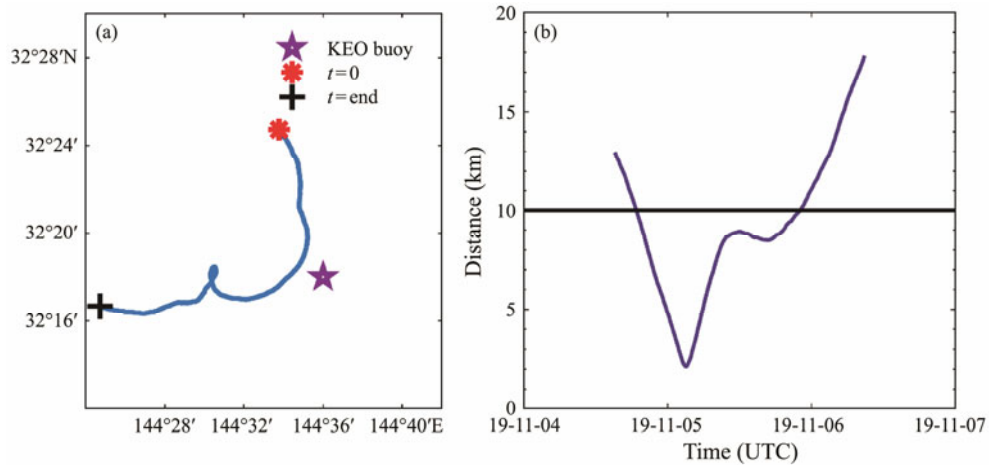 (a)
KEO buoy
t=0
t=end
32°28′N
32°24′
32°20′
32°16′
144°28′ 144°32′ 144°36′ 144°40′E
(b)
Distance (km)
20
15
10
5
0
19-11-04 19-11-05 19-11-06 19-11-07
Time (UTC)